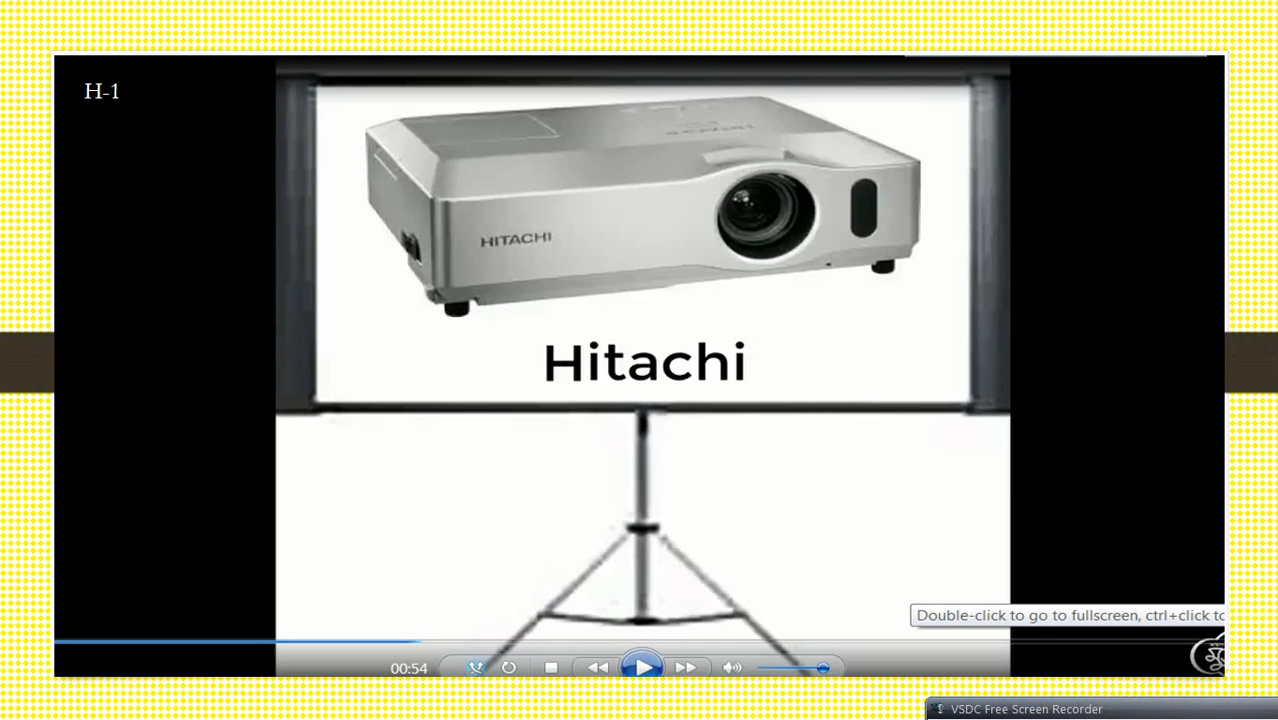 H-1
HITACHI
Hitachi
Double-click to go to fullscreen, ctrl+click to
00:54
VSDC Free Screen Recorder